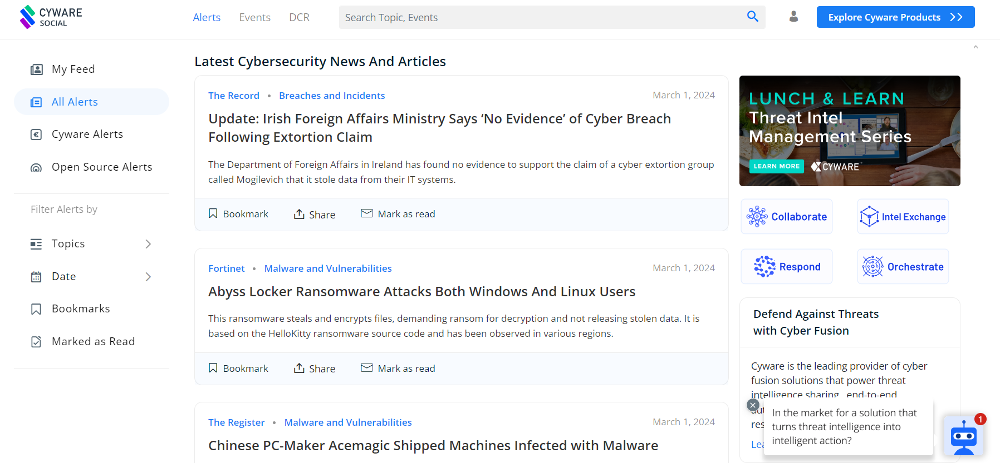 CYWARE
SOCIAL
Alerts
Events
DCR
Search Topic, Events
Explore Cyware Products
My Feed
All Alerts
Cyware Alerts
Open Source Alerts
Filter Alerts by
Topics
Date
Bookmarks
Marked as Read
Latest Cybersecurity News And Articles
The Record • Breaches and Incidents
March 1, 2024
Update: Irish Foreign Affairs Ministry Says ‘No Evidence’ of Cyber Breach
Following Extortion Claim
The Department of Foreign Affairs in Ireland has found no evidence to support the claim of a cyber extortion group
called Mogilevich that it stole data from their IT systems.
Bookmark
Share
Mark as read
Fortinet • Malware and Vulnerabilities
March 1, 2024
Abyss Locker Ransomware Attacks Both Windows And Linux Users
This ransomware steals and encrypts files, demanding ransom for decryption and not releasing stolen data. It is
based on the HelloKitty ransomware source code and has been observed in various regions.
Bookmark
Share
Mark as read
The Register • Malware and Vulnerabilities
March 1, 2024
Chinese PC-Maker Acemagic Shipped Machines Infected with Malware
LUNCH & LEARN
Threat Intel
Management Series
LEARN MORE
CYWARE™
Collaborate
Intel Exchange
Respond
Orchestrate
Defend Against Threats
with Cyber Fusion
Cyware is the leading provider of cyber
fusion solutions that power threat
intelligence sharing, end-to-end
In the market for a solution that
turns threat intelligence into
intelligent action?
1